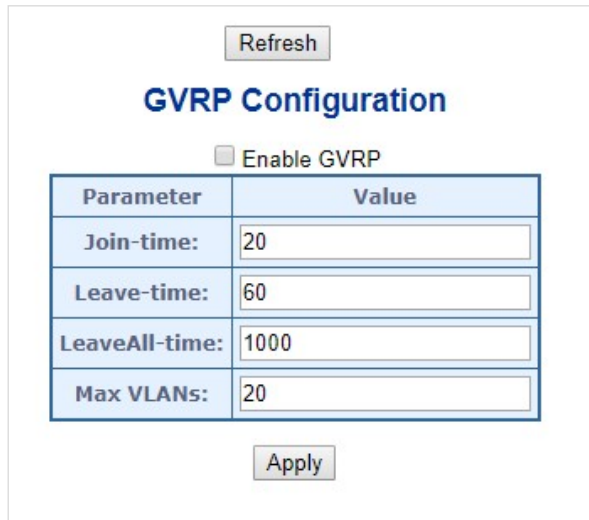 Refresh
GVRP Configuration
Enable GVRP
Parameter Value
Join-time: 20
Leave-time: 60
LeaveAll-time: 1000
Max VLANs: 20
Apply